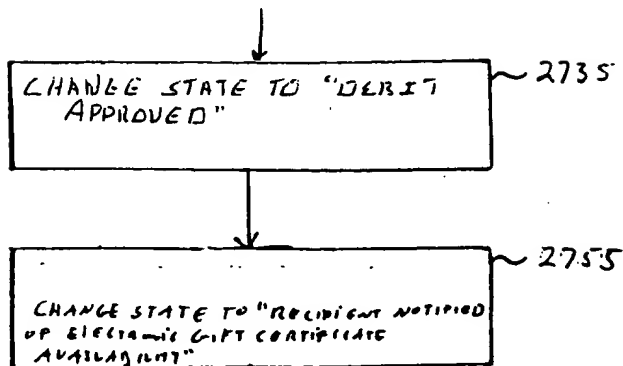 CHANGE STATE TO "DEBIT
APPROVED"
2735
2755
CHANGE STATE TO "RECIPIENT NOTIFIED
OF ELECTRONIC GIFT CERTIFICATE
AVAILABILITY"